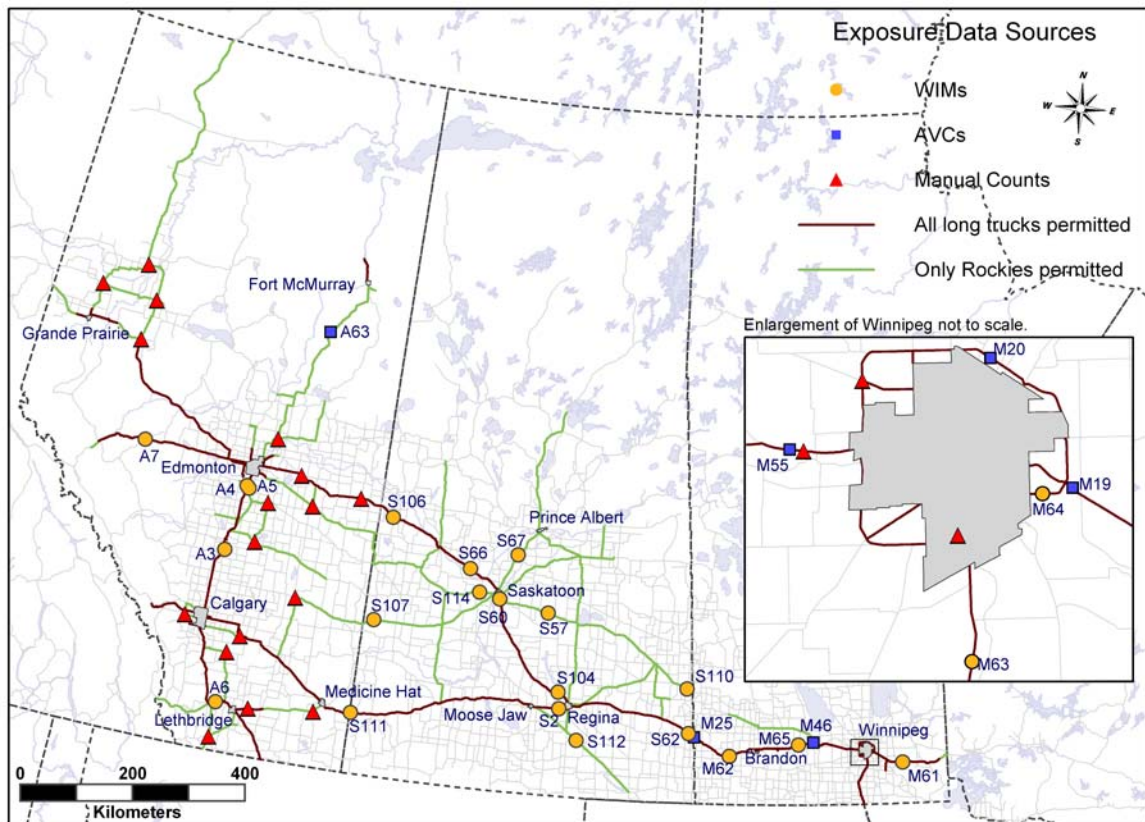 Exposure Data Sources
WIMs
AVCs
Manual Counts
All long trucks permitted
Only Rockies permitted
N
W
E
S
Fort McMurray
A63
Grande Prairie
Enlargement of Winnipeg not to scale.
M20
M55
M19
M64
M63
A7
Edmonton
A4
A5
S106
Prince Albert
A3
S66
S67
S114
Saskatoon
S60
S57
Calgary
S107
A6
Lethbridge
Medicine Hat
S111
Moose Jaw
S104
S2
Regina
S112
S110
M25
S62
M62
M65
Brandon
M46
Winnipeg
M61
0
200
400
Kilometers